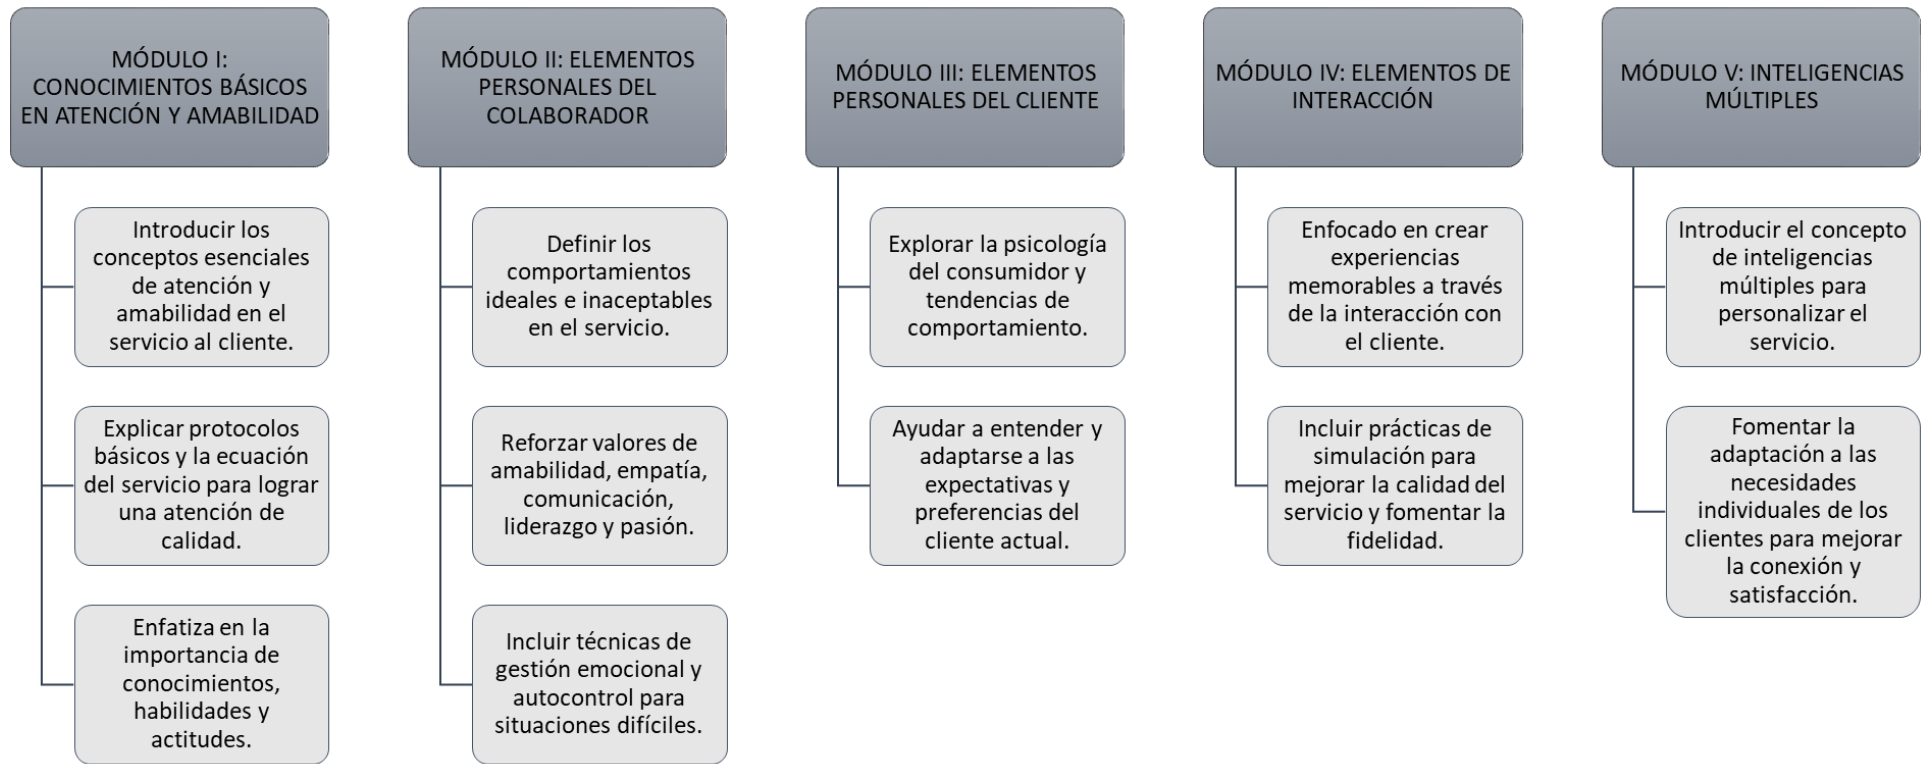 MÓDULO I:
CONOCIMIENTOS BÁSICOS
EN ATENCIÓN Y AMABILIDAD
Introducir los
conceptos esenciales
de atención y
amabilidad en el
servicio al cliente.
Explicar protocolos
básicos y la ecuación
del servicio para lograr
una atención de
calidad.
Enfatiza en la
importancia de
conocimientos,
habilidades y
actitudes.
MÓDULO II: ELEMENTOS
PERSONALES DEL
COLABORADOR
Definir los
comportamientos
ideales e inaceptables
en el servicio.
Reforzar valores de
amabilidad, empatía,
comunicación,
liderazgo y pasión.
Incluir técnicas de
gestión emocional y
autocontrol para
situaciones difíciles.
MÓDULO III: ELEMENTOS
PERSONALES DEL CLIENTE
Explorar la psicología
del consumidor y
tendencias de
comportamiento.
Ayudar a entender y
adaptarse a las
expectativas y
preferencias del
cliente actual.
MÓDULO IV: ELEMENTOS DE
INTERACCIÓN
Enfocado en crear
experiencias
memorables a través
de la interacción con
el cliente.
Incluir prácticas de
simulación para
mejorar la calidad del
servicio y fomentar la
fidelidad.
MÓDULO V: INTELIGENCIAS
MÚLTIPLES
Introducir el concepto
de inteligencias
múltiples para
personalizar el
servicio.
Fomentar la
adaptación a las
necesidades
individuales de los
clientes para mejorar
la conexión y
satisfacción.